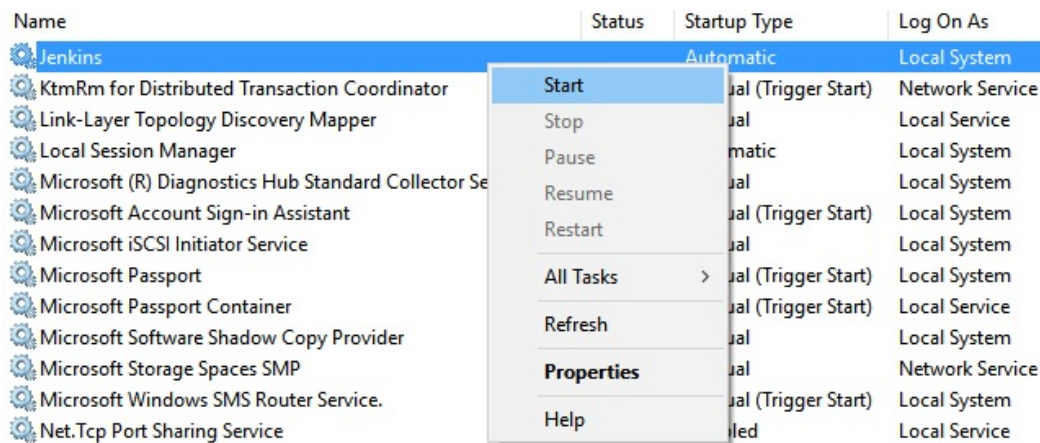 Name Status Startup Type Log On As
Jenkins Automatic Local System
KtmRm for Distributed Transaction Coordinator Start ual (Trigger Start) Network Service
Link-Layer Topology Discovery Mapper Stop ual Local Service
Local Session Manager Pause matic Local System
Microsoft (R) Diagnostics Hub Standard Collector Se Resume ual Local System
Microsoft Account Sign-in Assistant Restart ual (Trigger Start) Local System
Microsoft iSCSI Initiator Service ual Local System
Microsoft Passport All Tasks > ual (Trigger Start) Local System
Microsoft Passport Container ual (Trigger Start) Local Service
Microsoft Software Shadow Copy Provider Refresh ual Local System
Microsoft Storage Spaces SMP Properties ual Network Service
Microsoft Windows SMS Router Service. Help ual (Trigger Start) Local System
Net.Tcp Port Sharing Service bled Local Service